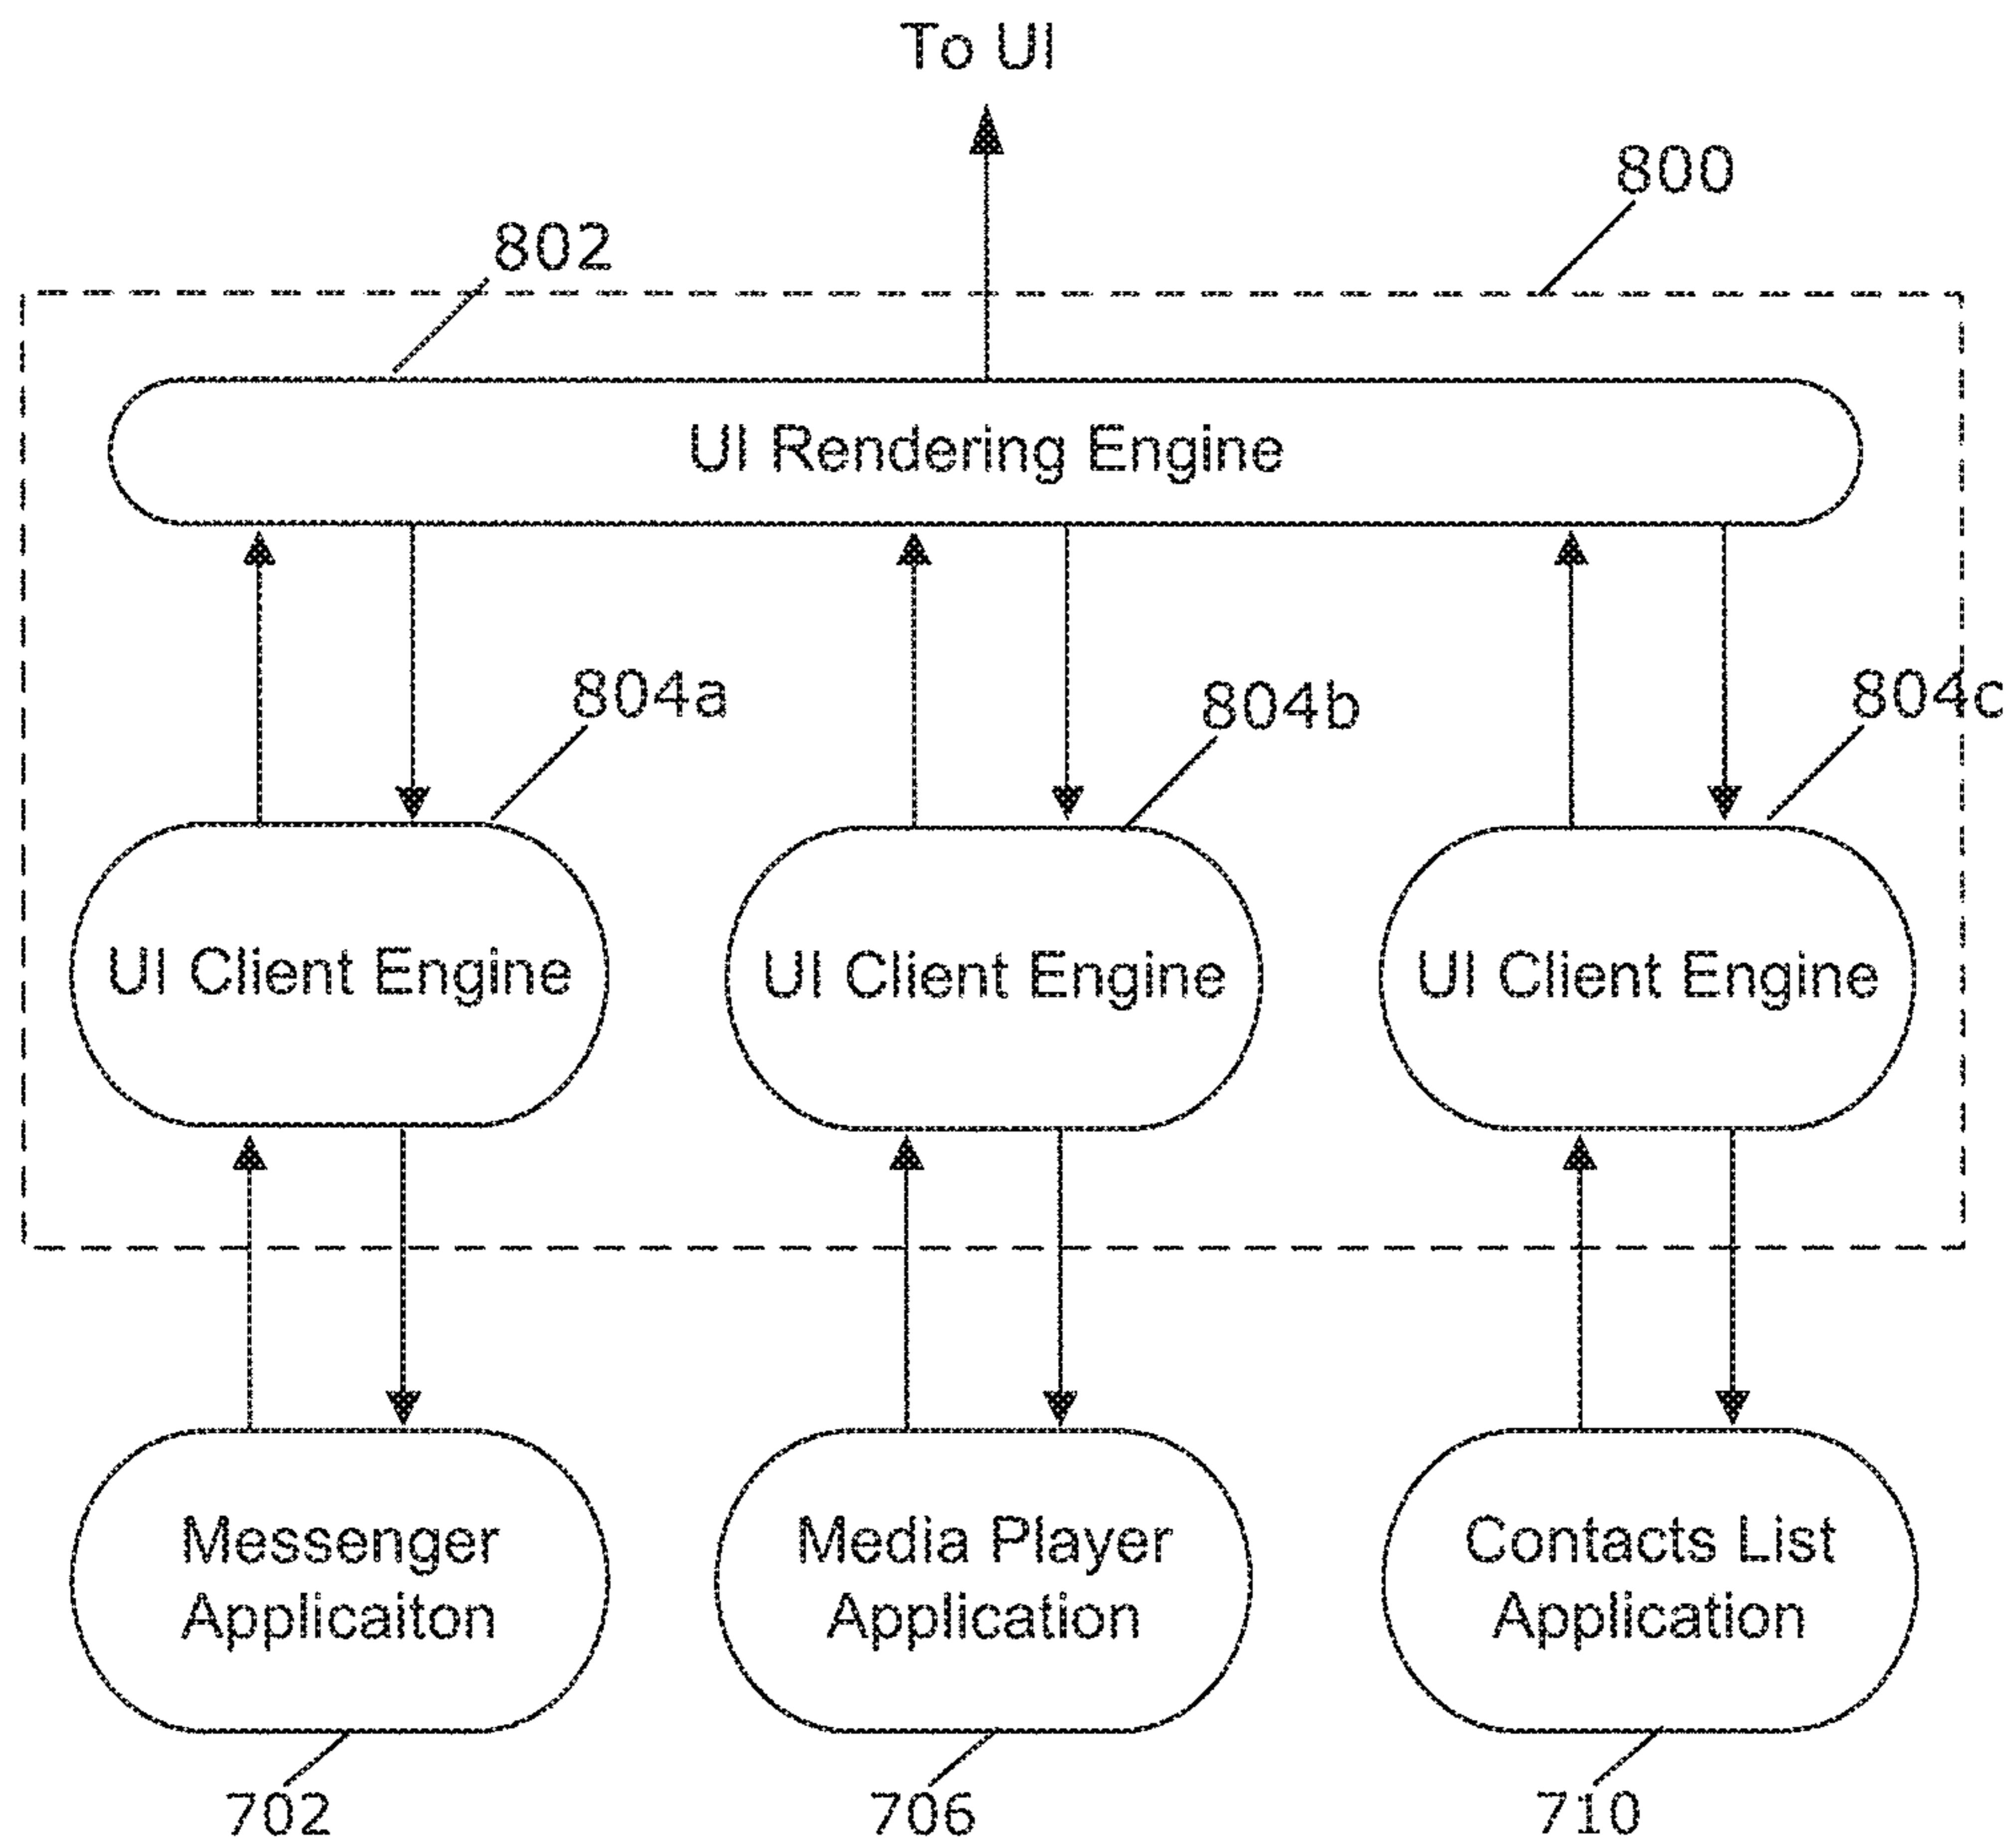 To UI
800
802
UI Rendering Engine
804a
804b
804c
UI Client Engine
UI Client Engine
UI Client Engine
Messenger
Applicaiton
Media Player
Application
Contacts List
Application
702
706
710